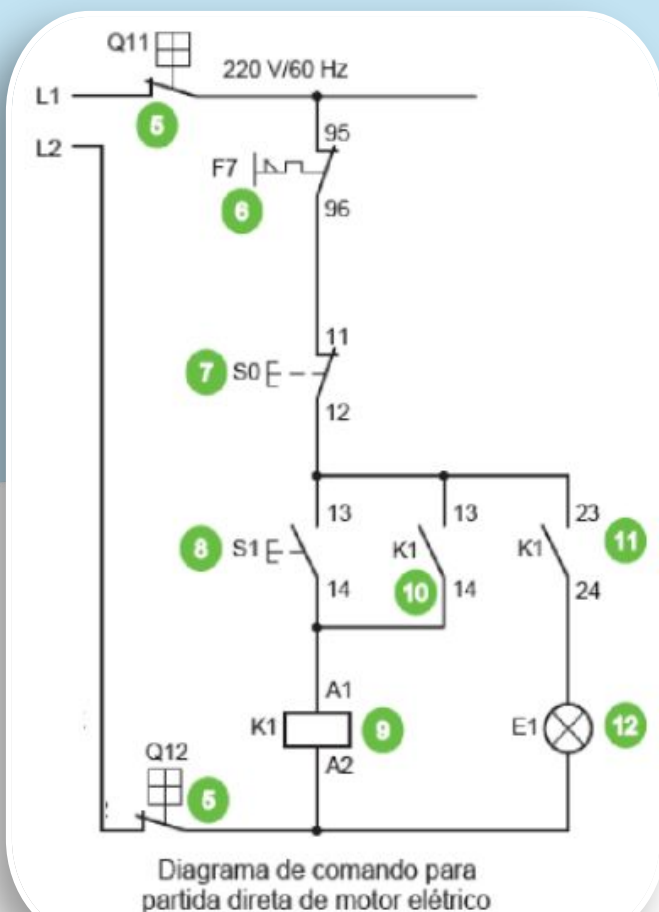 Q11
220 V/60 Hz
L1
5
L2
95
F7
6
96
11
7 S0
12
13 13 23
8 S1 K1 K1 11
14 10 14 24
A1
K1 9 E1 12
A2
Q12
5
Diagrama de comando para
partida direta de motor elétrico